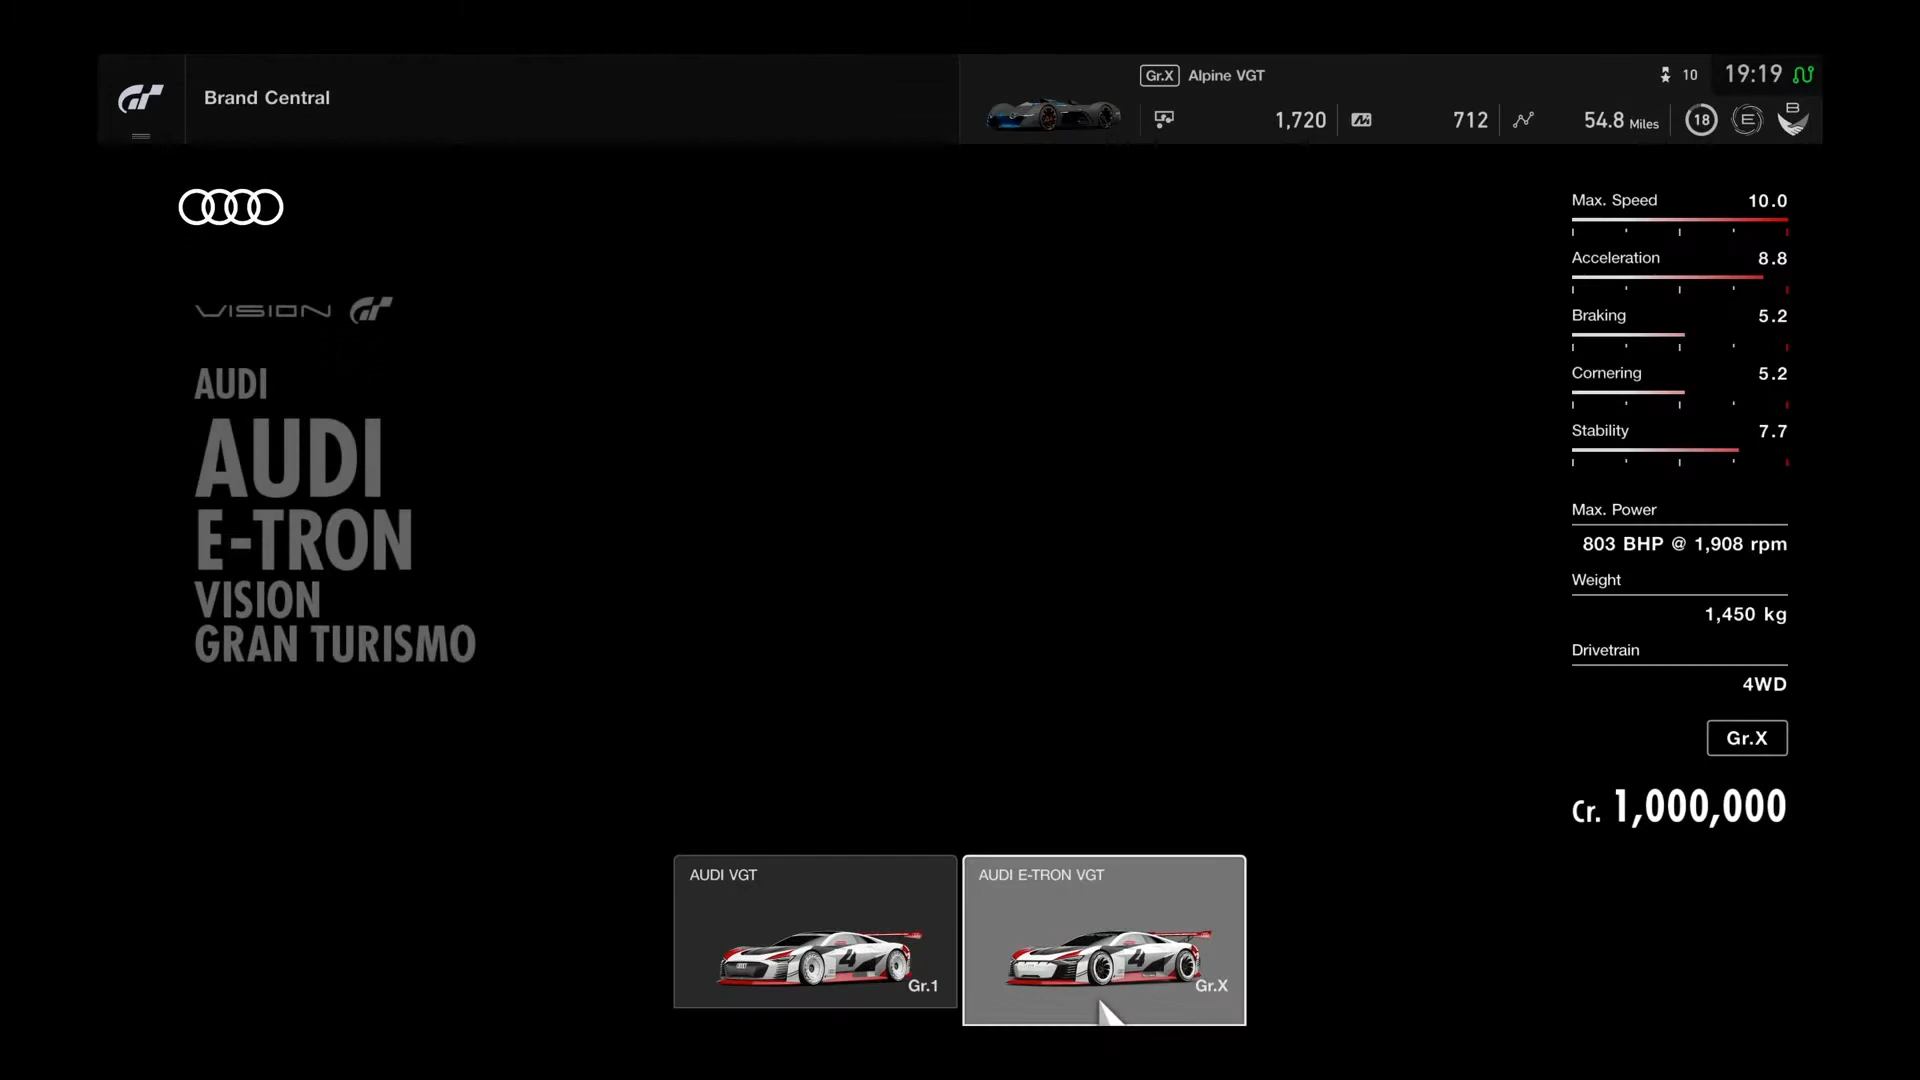 Brand Central
Gr.X Alpine VGT
10
19:19
1,720
712
54.8 Miles
18
E
B
VISION GT
AUDI
AUDI
E-TRON
VISION
GRAN TURISMO
Max. Speed 10.0
Acceleration 8.8
Braking 5.2
Cornering 5.2
Stability 7.7
Max. Power
803 BHP @ 1,908 rpm
Weight
1,450 kg
Drivetrain
4WD
Gr.X
Cr. 1,000,000
AUDI VGT
4
Gr.1
AUDI E-TRON VGT
4
Gr.X